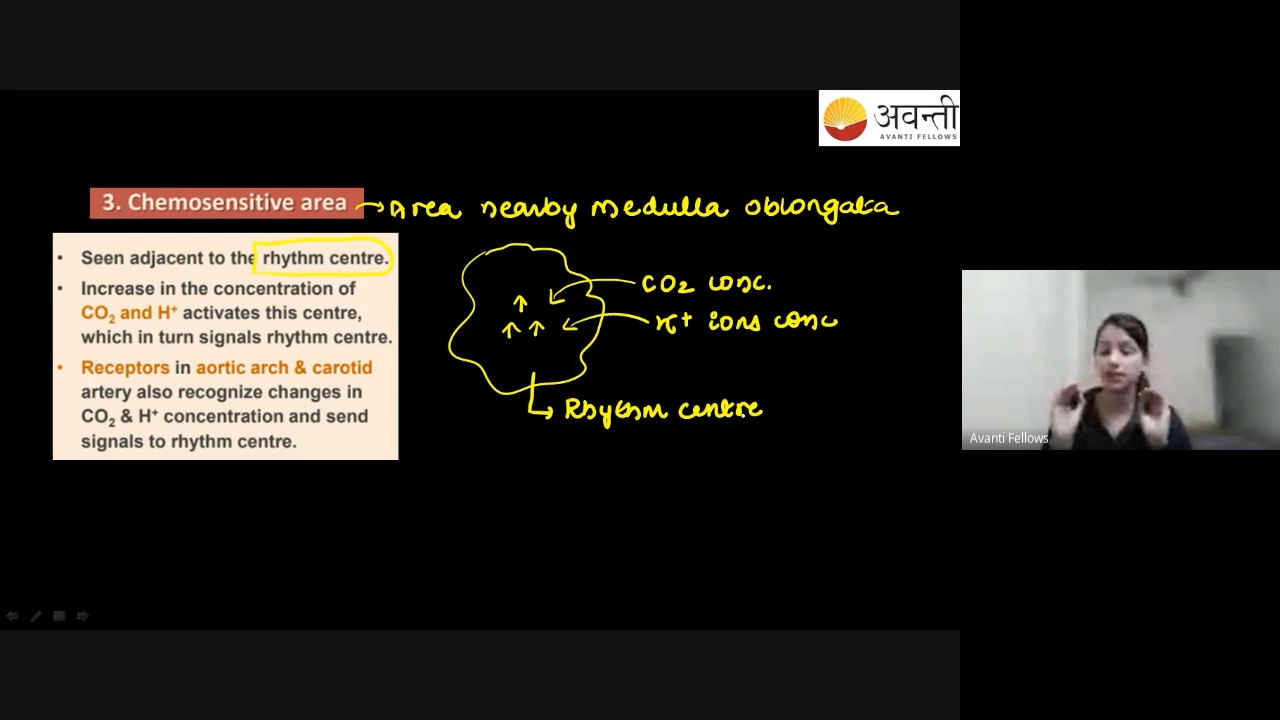 अवन्ती
AVANTI FELLOWS
3. Chemosensitive area
Area nearby Medulla oblongata
• Seen adjacent to the rhythm centre.
• Increase in the concentration of
CO₂ and H⁺ activates this centre,
which in turn signals rhythm centre.
• Receptors in aortic arch & carotid
artery also recognize changes in
CO₂ & H⁺ concentration and send
signals to rhythm centre.
CO2 conc.
H+ ions conc
Rhythm centre
Avanti Fellows